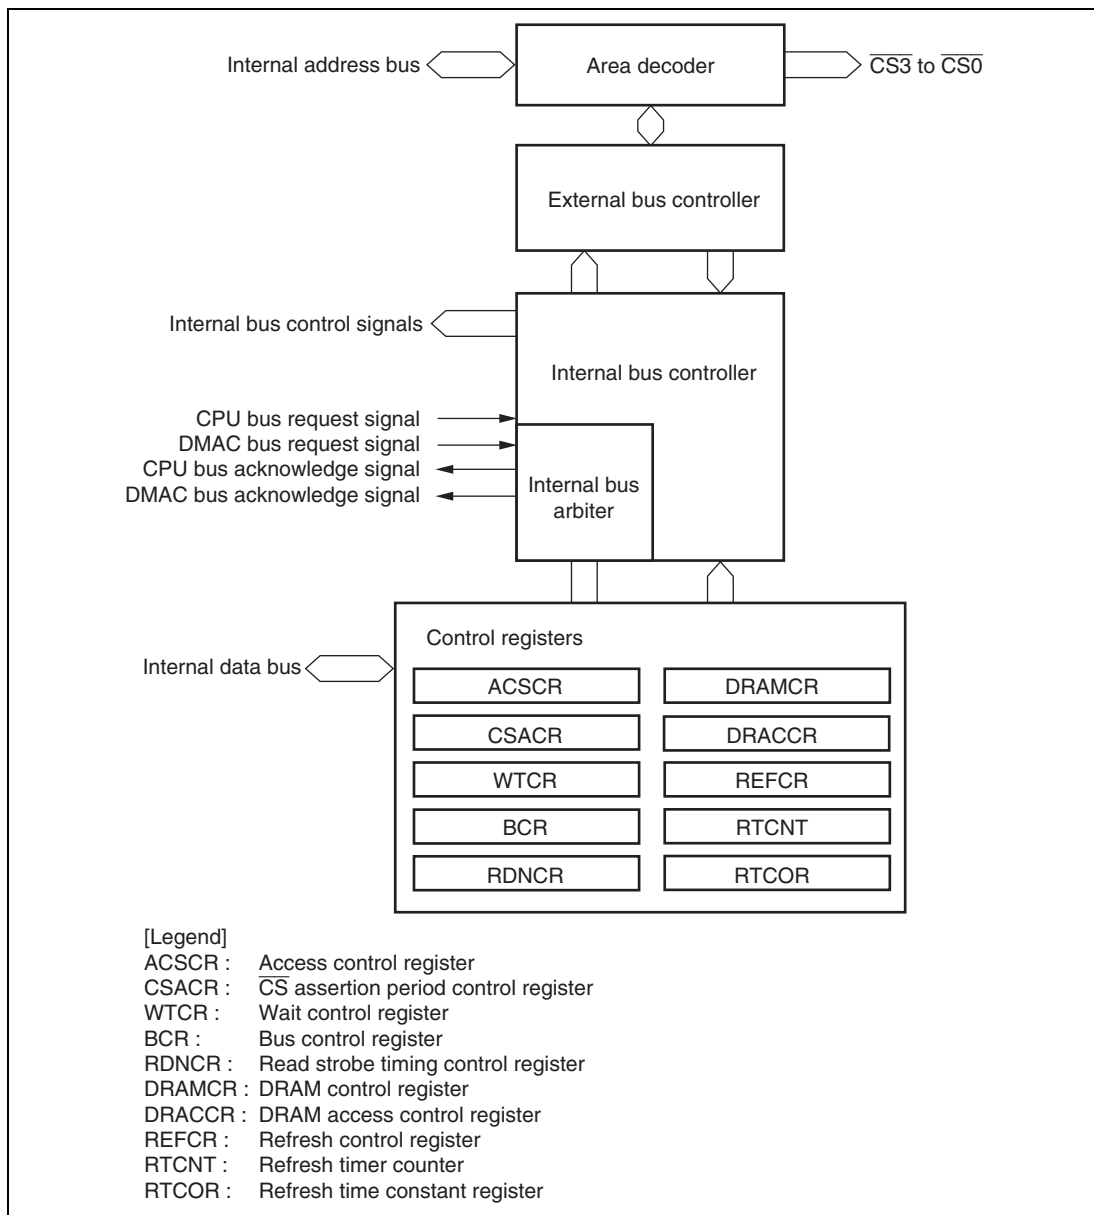 Internal address bus
Area decoder
C̅S̅3̅ to C̅S̅0̅
External bus controller
Internal bus control signals
Internal bus controller
CPU bus request signal
DMAC bus request signal
CPU bus acknowledge signal
DMAC bus acknowledge signal
Internal bus
arbiter
Control registers
Internal data bus
ACSCR
DRAMCR
CSACR
DRACCR
WTCR
REFCR
BCR
RTCNT
RDNCR
RTCOR
[Legend]
ACSCR : Access control register
CSACR : C̅S̅ assertion period control register
WTCR : Wait control register
BCR : Bus control register
RDNCR : Read strobe timing control register
DRAMCR : DRAM control register
DRACCR : DRAM access control register
REFCR : Refresh control register
RTCNT : Refresh timer counter
RTCOR : Refresh time constant register